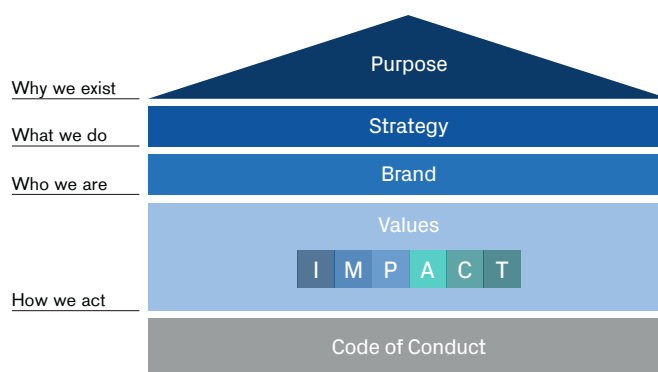 Purpose
Why we exist
Strategy
What we do
Brand
Who we are
Values
I M P A C T
How we act
Code of Conduct